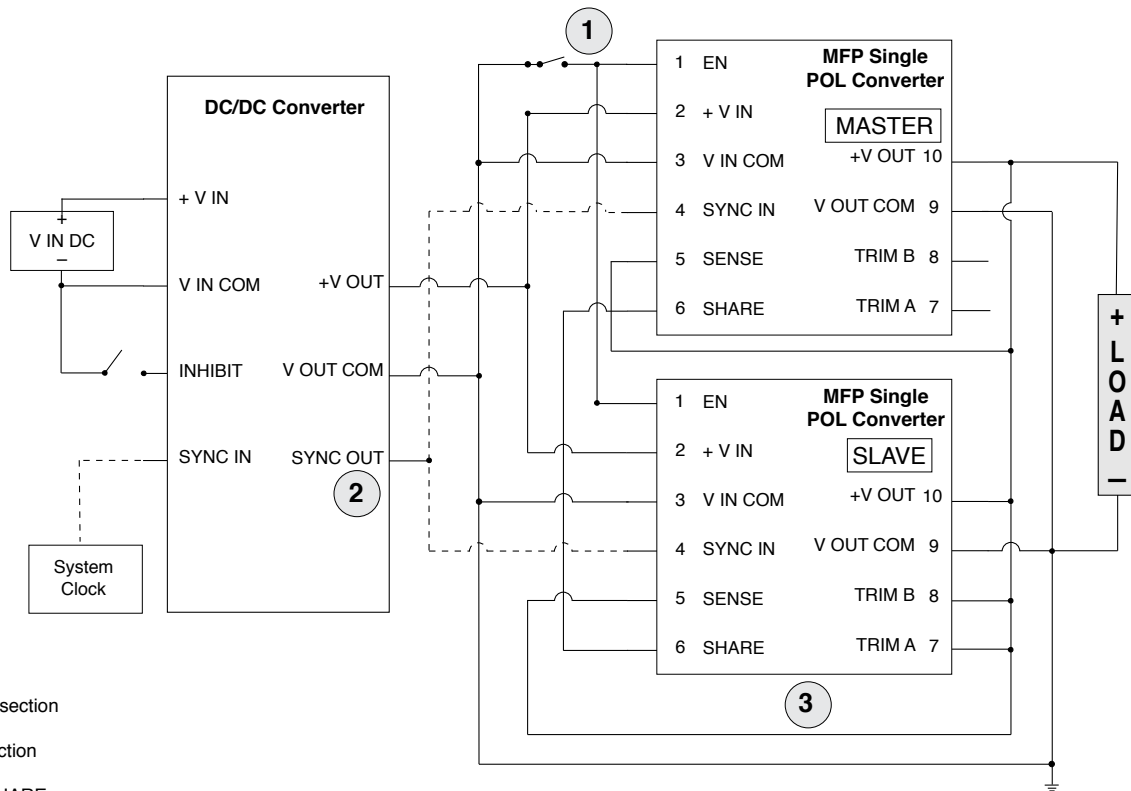 1
DC/DC Converter
+ V IN
+
V IN DC
–
V IN COM
+V OUT
INHIBIT
V OUT COM
SYNC IN
SYNC OUT
2
System
Clock
1 EN
MFP Single
POL Converter
2 + V IN
MASTER
3 V IN COM
+V OUT 10
4 SYNC IN
V OUT COM 9
5 SENSE
TRIM B 8
6 SHARE
TRIM A 7
1 EN
MFP Single
POL Converter
2 + V IN
SLAVE
3 V IN COM
+V OUT 10
4 SYNC IN
V OUT COM 9
5 SENSE
TRIM B 8
6 SHARE
TRIM A 7
3
+ LOAD –
section